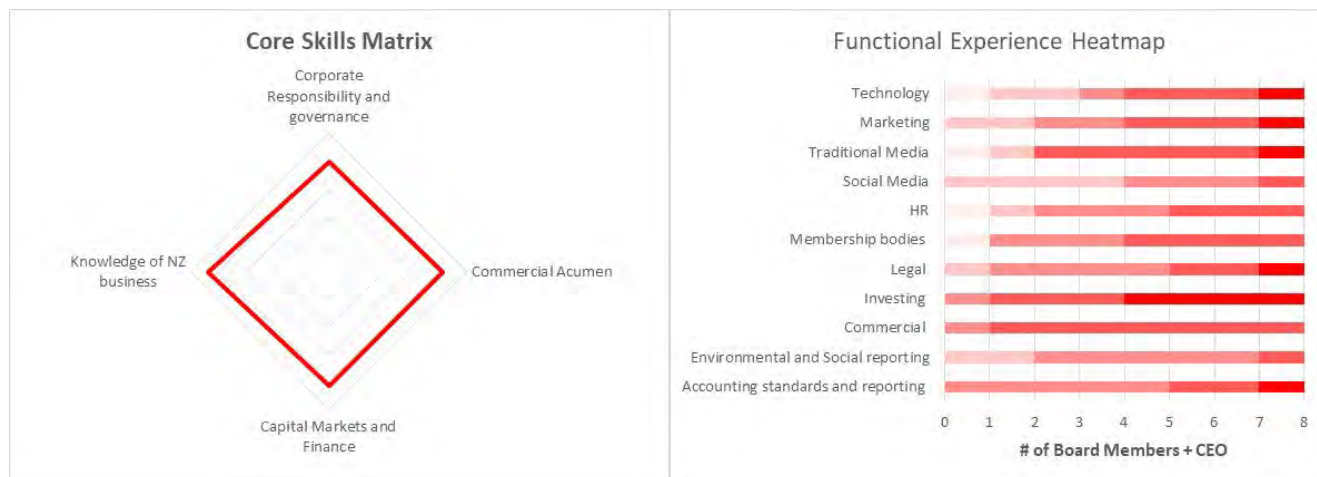 Core Skills Matrix
Corporate
Responsibility and
governance
Knowledge of NZ
business
Commercial Acumen
Capital Markets and
Finance
Functional Experience Heatmap
Technology
Marketing
Traditional Media
Social Media
HR
Membership bodies
Legal
Investing
Commercial
Environmental and Social reporting
Accounting standards and reporting
0 1 2 3 4 5 6 7 8
# of Board Members + CEO